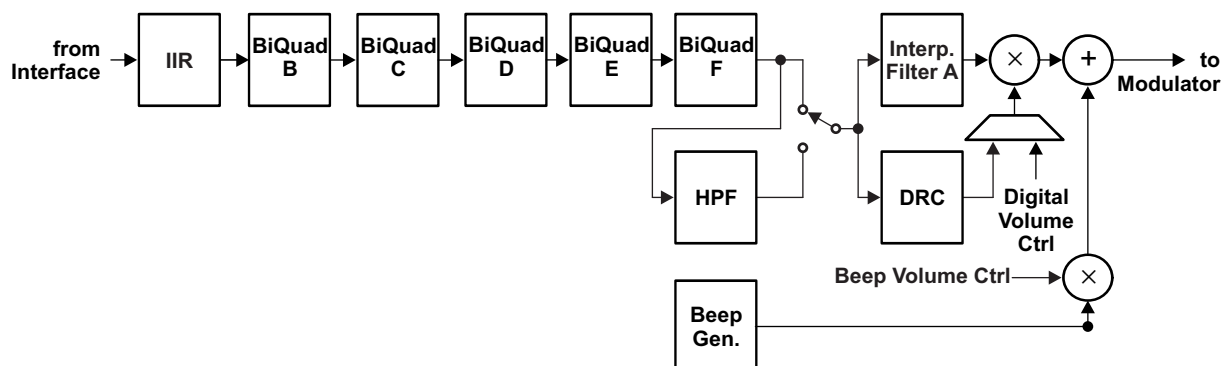 from
Interface
IIR
BiQuad
B
BiQuad
C
BiQuad
D
BiQuad
E
BiQuad
F
Interp.
Filter A
×
+
to
Modulator
HPF
DRC
Digital
Volume
Ctrl
Beep Volume Ctrl
×
Beep
Gen.